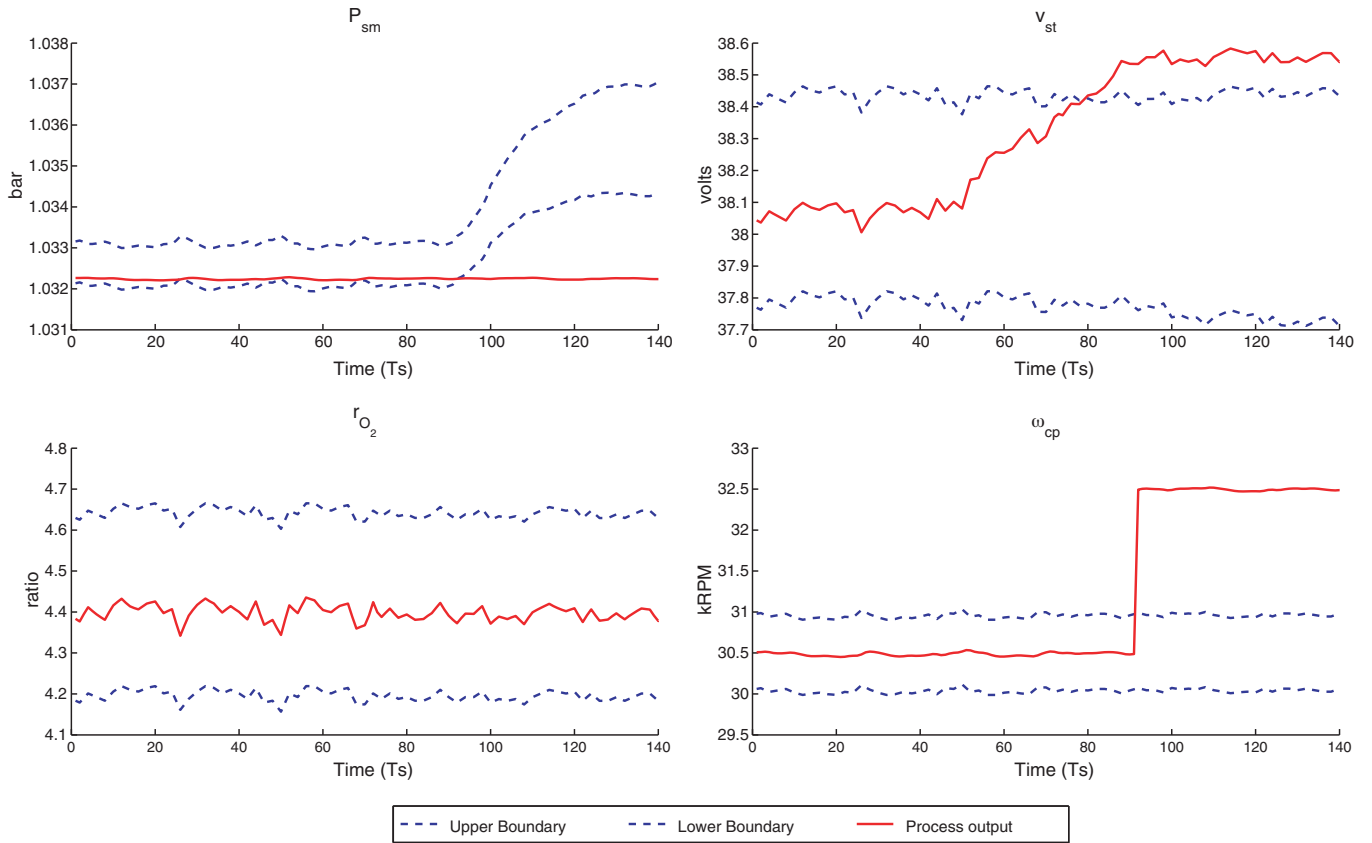 P_sm
1.038
1.037
1.036
1.035
1.034
1.033
1.032
1.031
bar
0 20 40 60 80 100 120 140
Time (Ts)
v_st
38.6
38.5
38.4
38.3
38.2
38.1
38
37.9
37.8
37.7
volts
0 20 40 60 80 100 120 140
Time (Ts)
r_O_2
4.8
4.7
4.6
4.5
4.4
4.3
4.2
4.1
ratio
0 20 40 60 80 100 120 140
Time (Ts)
ω_cp
33
32.5
32
31.5
31
30.5
30
29.5
kRPM
0 20 40 60 80 100 120 140
Time (Ts)
Upper Boundary Lower Boundary Process output